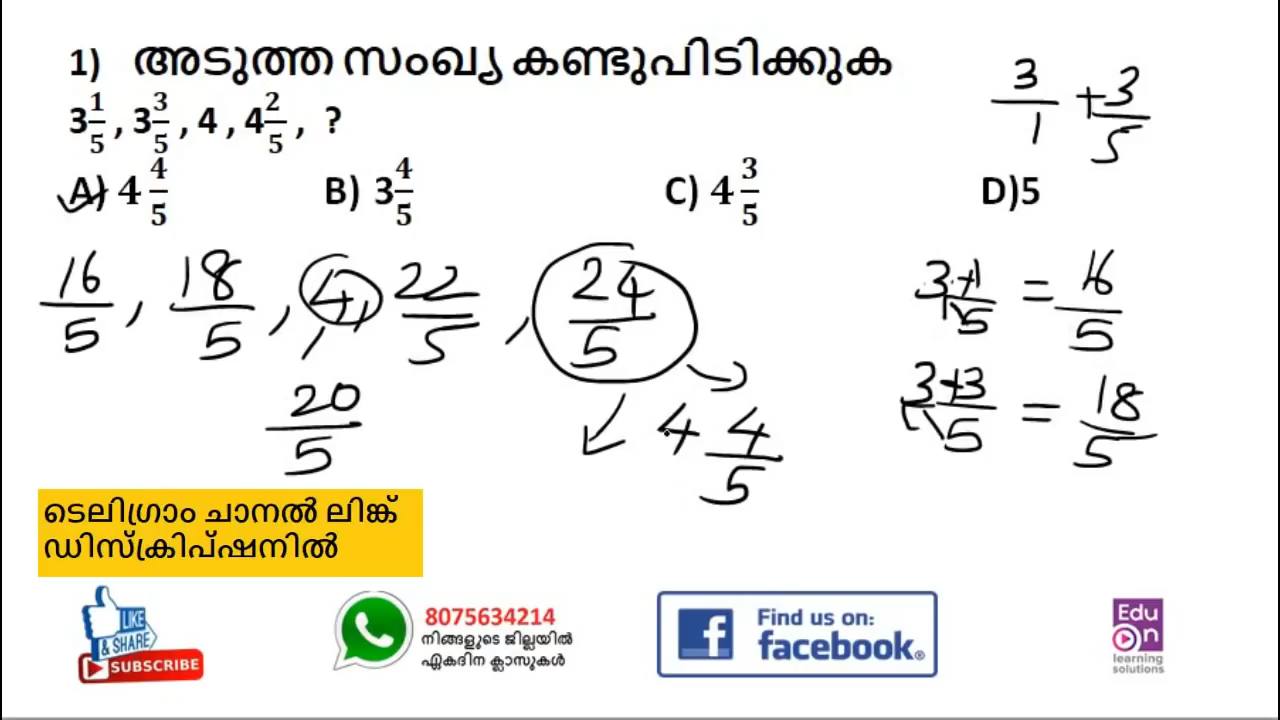 1) അടുത്ത സംഖ്യ കണ്ടുപിടിക്കുക
3 1/5 , 3 3/5 , 4 , 4 2/5 , ?
A) 4 4/5 B) 3 4/5 C) 4 3/5 D)5
3/1 + 3/5
16/5 , 18/5 , 4 , 22/5 , 24/5
20/5
4 4/5
3+1/5 = 16/5
3+3/5 = 18/5
ടെലിഗ്രാം ചാനൽ ലിങ്ക്
ഡിസ്ക്രിപ്ഷനിൽ
LIKE
& SHARE
SUBSCRIBE
8075634214
നിങ്ങളുടെ ജില്ലയിൽ
ഏകദിന ക്ലാസുകൾ
Find us on:
facebook®
Edu
On
learning
solutions